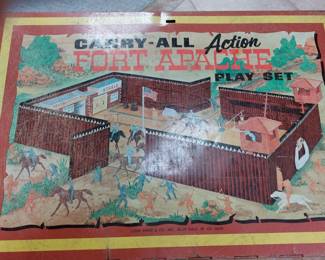 CARRY-ALL Action
FORT APACHE
PLAY SET